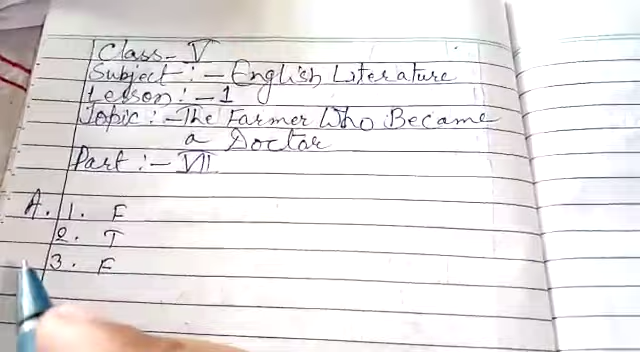 Class - V
Subject :- English Literature
Lesson :- 1
Topic :- The Farmer Who Became
a Doctor
Part :- VII
A. 1. F
2. T
3. F